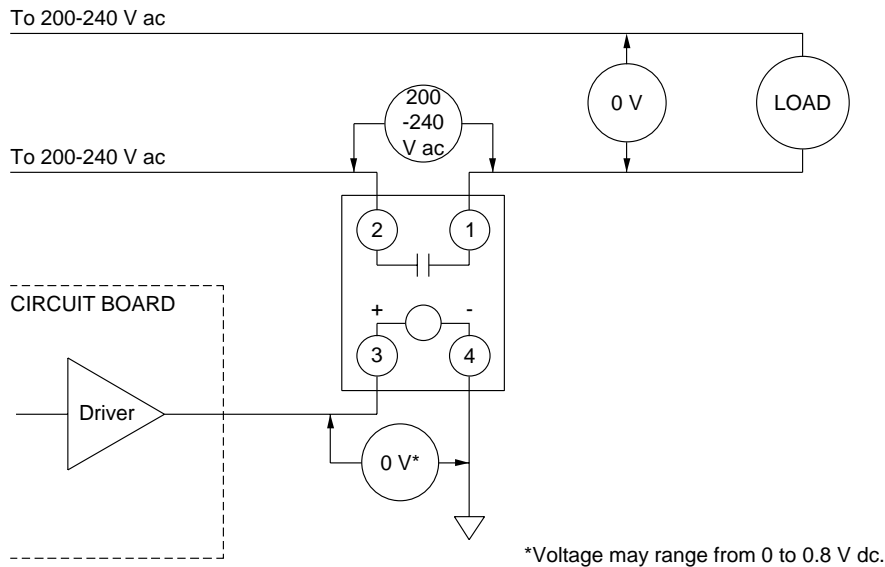 To 200-240 V ac
200
-240
V ac
0 V
LOAD
To 200-240 V ac
2
1
CIRCUIT BOARD
+
-
3
4
Driver
0 V*
*Voltage may range from 0 to 0.8 V dc.